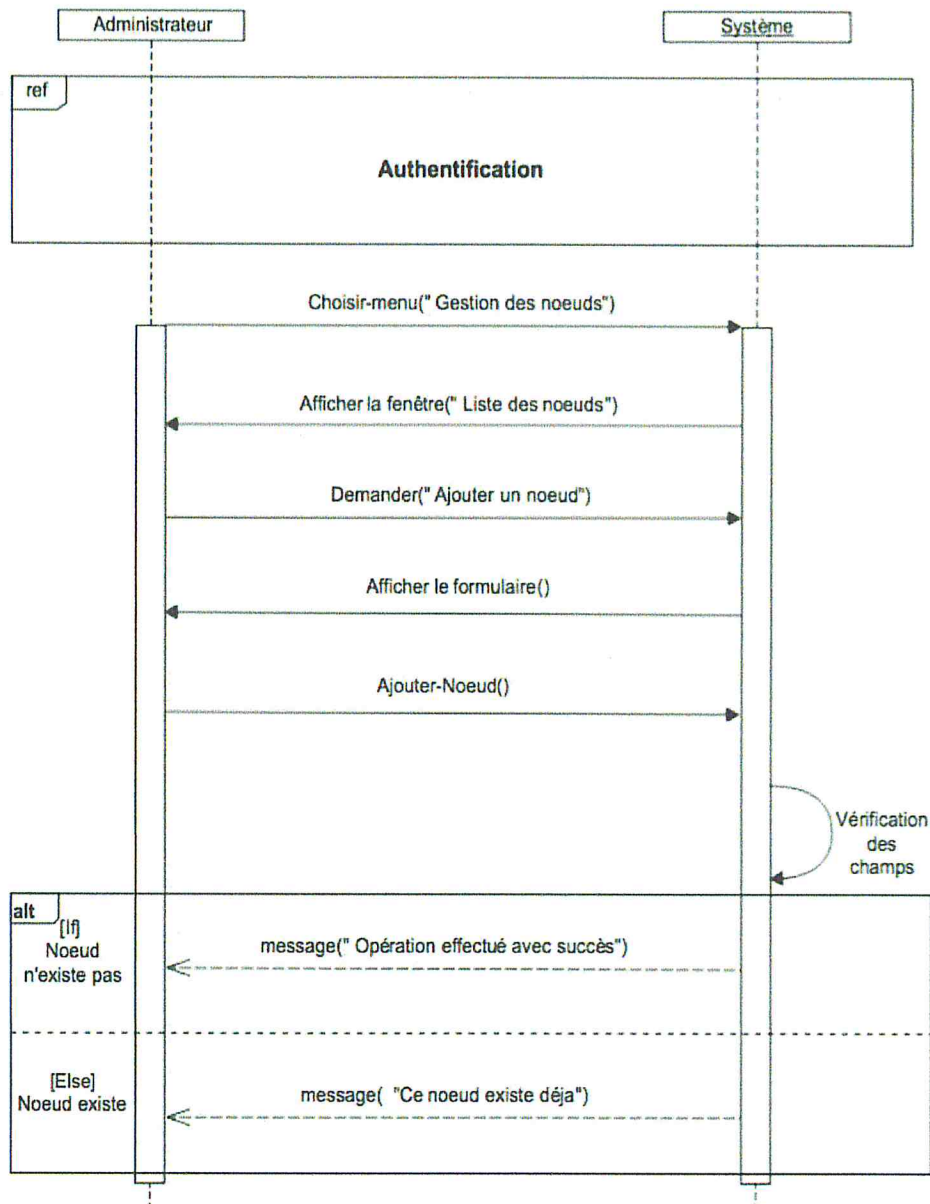 Administrateur
Système
ref
Authentification
Choisir-menu(" Gestion des noeuds")
Afficher la fenêtre(" Liste des noeuds")
Demander(" Ajouter un noeud")
Afficher le formulaire()
Ajouter-Noeud()
Vérification
des
champs
alt
[If]
Noeud
n'existe pas
message(" Opération effectué avec succès")
[Else]
Noeud existe
message( "Ce noeud existe déja")